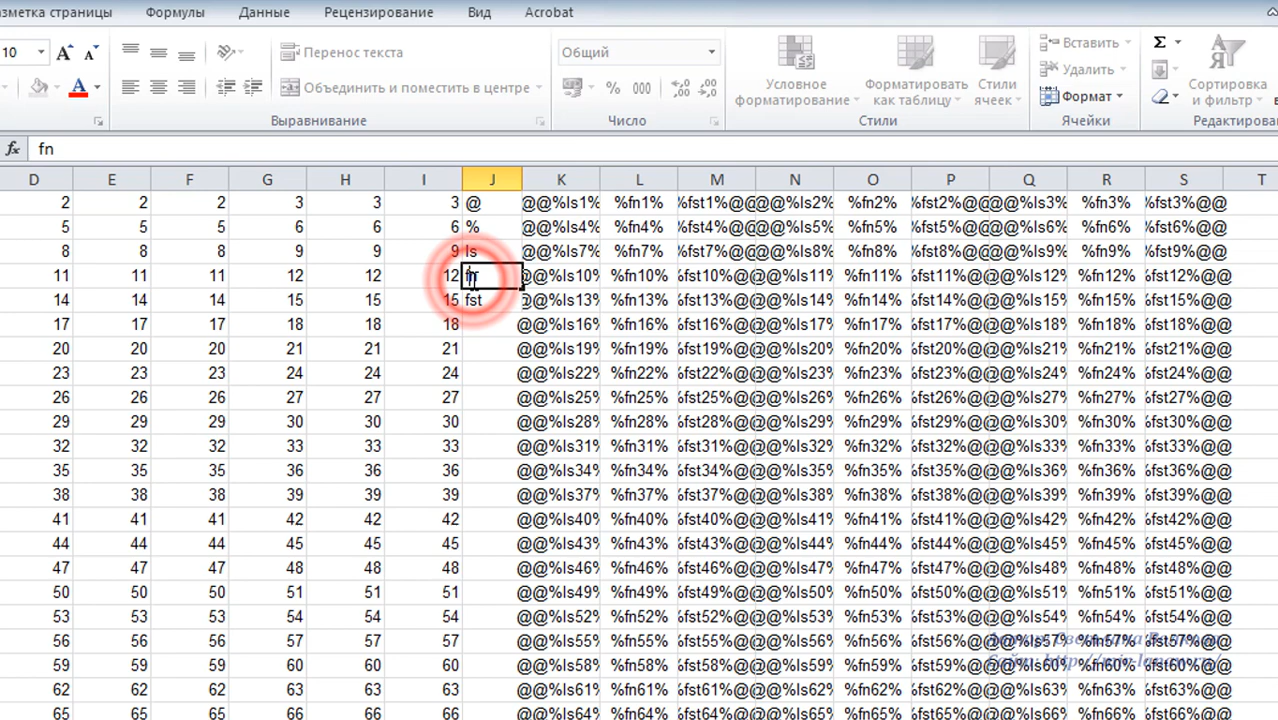 зметка страницы Формулы Данные Рецензирование Вид Acrobat
10 Перенос текста Общий Условное форматирование Форматировать как таблицу Стили ячеек Вставить Сортировка и фильтр
Объединить и поместить в центре % 000 Удалить
Формат
Выравнивание Число Стили Ячейки Редактирова
fn
D E F G H I J K L M N O P Q R S T
2 2 2 3 3 3 @ @@%ls1% %fn1% %fst1%@@ @@%ls2% %fn2% %fst2%@@ @@%ls3% %fn3% %fst3%@@
5 5 5 6 6 6 % @@%ls4% %fn4% %fst4%@@ @@%ls5% %fn5% %fst5%@@ @@%ls6% %fn6% %fst6%@@
8 8 8 9 9 9 ls @@%ls7% %fn7% %fst7%@@ @@%ls8% %fn8% %fst8%@@ @@%ls9% %fn9% %fst9%@@
11 11 11 12 12 12 fn @@%ls10% %fn10% %fst10%@@ @@%ls11% %fn11% %fst11%@@ @@%ls12% %fn12% %fst12%@@
14 14 14 15 15 15 fst @@%ls13% %fn13% %fst13%@@ @@%ls14% %fn14% %fst14%@@ @@%ls15% %fn15% %fst15%@@
17 17 17 18 18 18 @@%ls16% %fn16% %fst16%@@ @@%ls17% %fn17% %fst17%@@ @@%ls18% %fn18% %fst18%@@
20 20 20 21 21 21 @@%ls19% %fn19% %fst19%@@ @@%ls20% %fn20% %fst20%@@ @@%ls21% %fn21% %fst21%@@
23 23 23 24 24 24 @@%ls22% %fn22% %fst22%@@ @@%ls23% %fn23% %fst23%@@ @@%ls24% %fn24% %fst24%@@
26 26 26 27 27 27 @@%ls25% %fn25% %fst25%@@ @@%ls26% %fn26% %fst26%@@ @@%ls27% %fn27% %fst27%@@
29 29 29 30 30 30 @@%ls28% %fn28% %fst28%@@ @@%ls29% %fn29% %fst29%@@ @@%ls30% %fn30% %fst30%@@
32 32 32 33 33 33 @@%ls31% %fn31% %fst31%@@ @@%ls32% %fn32% %fst32%@@ @@%ls33% %fn33% %fst33%@@
35 35 35 36 36 36 @@%ls34% %fn34% %fst34%@@ @@%ls35% %fn35% %fst35%@@ @@%ls36% %fn36% %fst36%@@
38 38 38 39 39 39 @@%ls37% %fn37% %fst37%@@ @@%ls38% %fn38% %fst38%@@ @@%ls39% %fn39% %fst39%@@
41 41 41 42 42 42 @@%ls40% %fn40% %fst40%@@ @@%ls41% %fn41% %fst41%@@ @@%ls42% %fn42% %fst42%@@
44 44 44 45 45 45 @@%ls43% %fn43% %fst43%@@ @@%ls44% %fn44% %fst44%@@ @@%ls45% %fn45% %fst45%@@
47 47 47 48 48 48 @@%ls46% %fn46% %fst46%@@ @@%ls47% %fn47% %fst47%@@ @@%ls48% %fn48% %fst48%@@
50 50 50 51 51 51 @@%ls49% %fn49% %fst49%@@ @@%ls50% %fn50% %fst50%@@ @@%ls51% %fn51% %fst51%@@
53 53 53 54 54 54 @@%ls52% %fn52% %fst52%@@ @@%ls53% %fn53% %fst53%@@ @@%ls54% %fn54% %fst54%@@
56 56 56 57 57 57 @@%ls55% %fn55% %fst55%@@ @@%ls56% %fn56% %fst56%@@ @@%ls57% %fn57% %fst57%@@
59 59 59 60 60 60 @@%ls58% %fn58% %fst58%@@ @@%ls59% %fn59% %fst59%@@ @@%ls60% %fn60% %fst60%@@
62 62 62 63 63 63 @@%ls61% %fn61% %fst61%@@ @@%ls62% %fn62% %fst62%@@ @@%ls63% %fn63% %fst63%@@
65 65 65 66 66 66 @@%ls64% %fn64% %fst64%@@ @@%ls65% %fn65% %fst65%@@ @@%ls66% %fn66% %fst66%@@